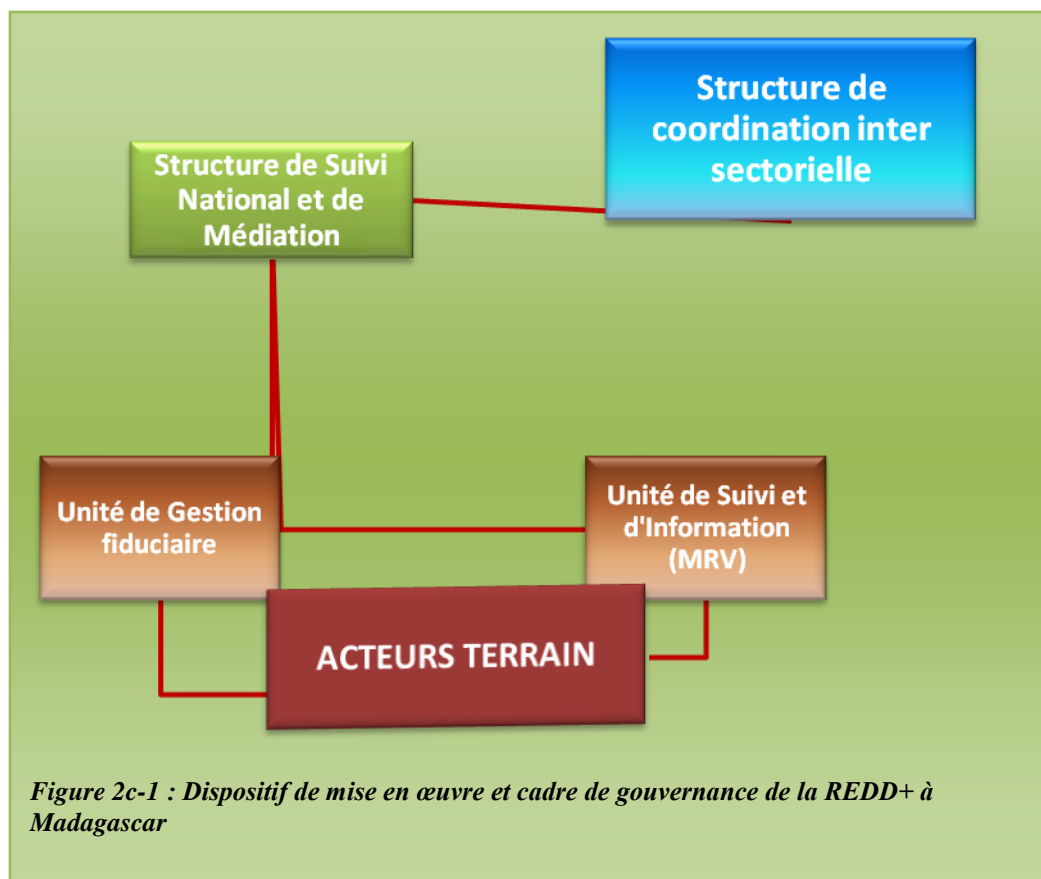 Structure de
coordination inter
sectorielle
Structure de Suivi
National et de
Médiation
Unité de Gestion
fiduciaire
Unité de Suivi et
d'Information
(MRV)
ACTEURS TERRAIN
Figure 2c-1 : Dispositif de mise en œuvre et cadre de gouvernance de la REDD+ à
Madagascar